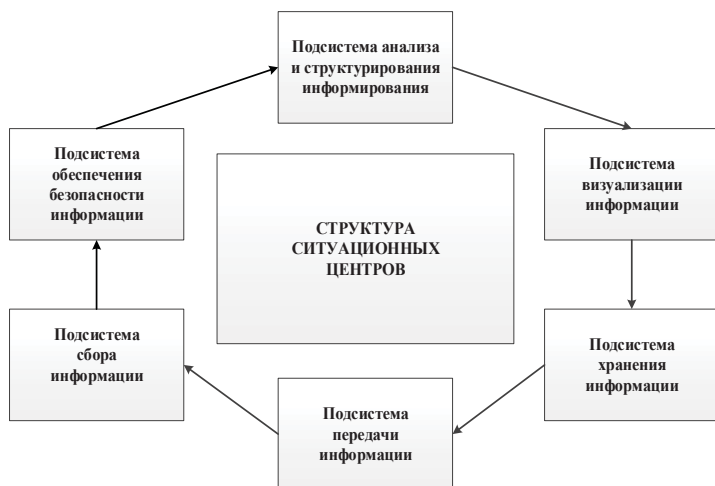 Подсистема анализа
и структурирования
информирования
Подсистема
обеспечения
безопасности
информации
Подсистема
визуализации
информации
СТРУКТУРА
СИТУАЦИОННЫХ
ЦЕНТРОВ
Подсистема
сбора
информации
Подсистема
хранения
информации
Подсистема
передачи
информации